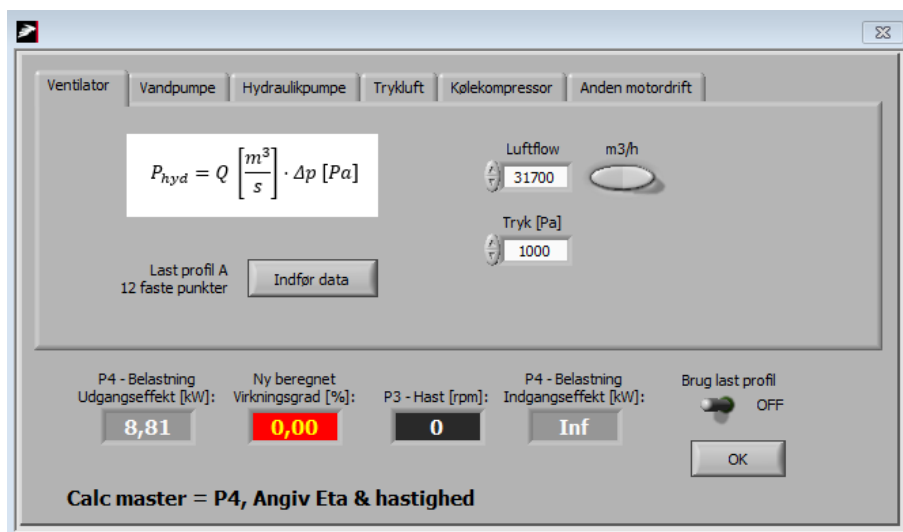 Ventilator
Vandpumpe
Hydraulikpumpe
Trykluft
Kølekompressor
Anden motordrift
P_hyd = Q [m³/s] · Δp [Pa]
Luftflow
m3/h
31700
Tryk [Pa]
1000
Last profil A
12 faste punkter
Indfør data
P4 - Belastning
Udgangseffekt [kW]:
8,81
Ny beregnet
Virkningsgrad [%]:
0,00
P3 - Hast [rpm]:
0
P4 - Belastning
Indgangseffekt [kW]:
Inf
Brug last profil
OFF
OK
Calc master = P4, Angiv Eta & hastighed